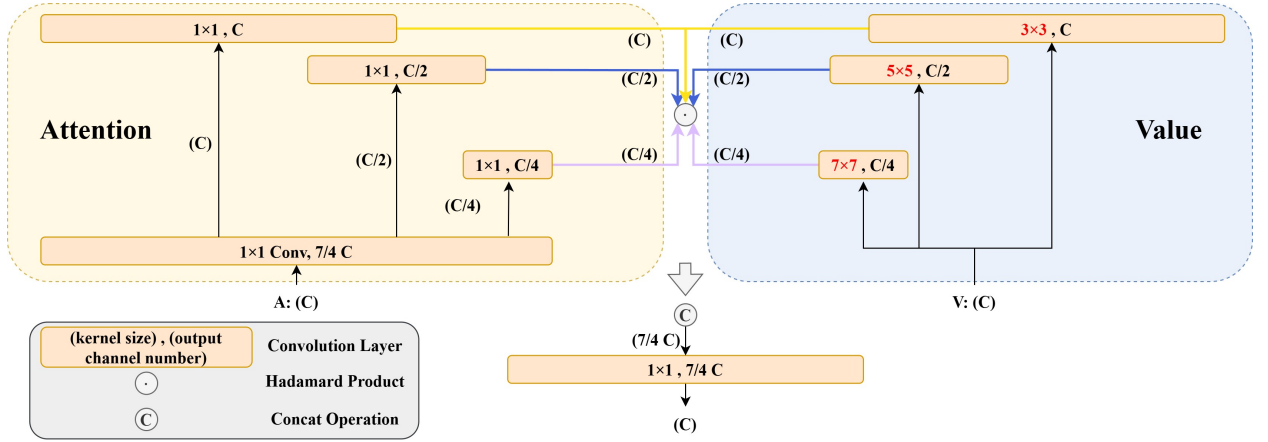 1×1 , C
(C)
(C)
3×3 , C
1×1 , C/2
(C/2)
(C/2)
5×5 , C/2
Attention
Value
(C)
(C/2)
1×1 , C/4
(C/4)
(C/4)
7×7 , C/4
(C/4)
1×1 Conv, 7/4 C
A: (C)
V: (C)
C
(7/4 C)
1×1 , 7/4 C
(C)
(kernel size) , (output
channel number)
Convolution Layer
Hadamard Product
C
Concat Operation